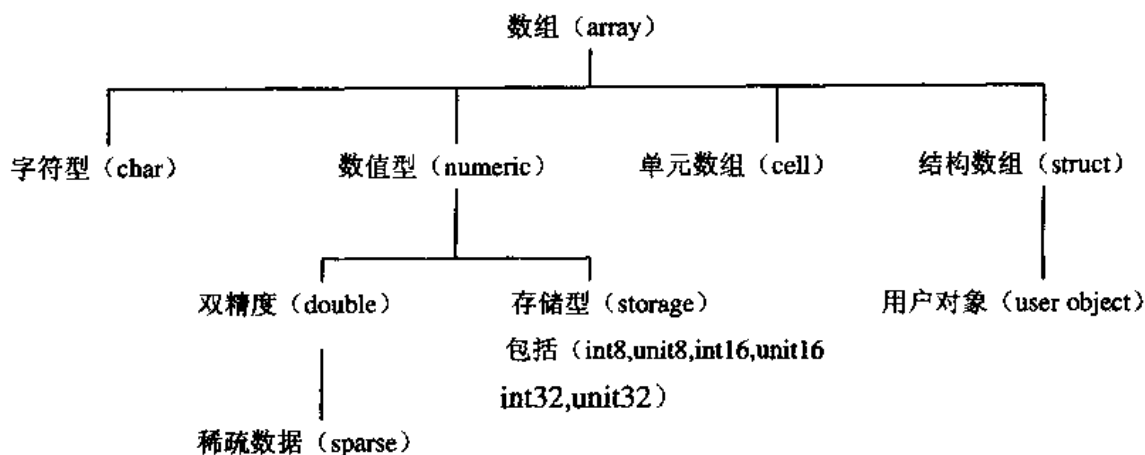 数组（array）
字符型（char） 数值型（numeric） 单元数组（cell） 结构数组（struct）
双精度（double） 存储型（storage） 用户对象（user object）
包括（int8,unit8,int16,unit16
int32,unit32）
稀疏数据（sparse）